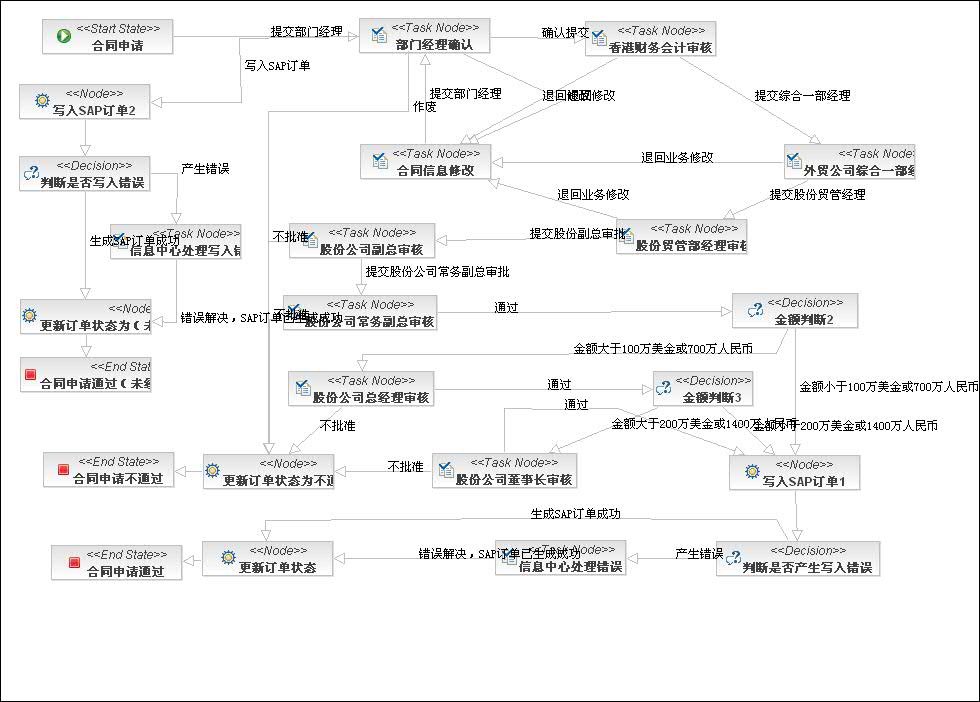 <<Start State>>
合同申请
提交部门经理
<<Task Node>>
部门经理确认
确认提交
<<Task Node>>
香港财务会计审核
写入SAP订单
<<Node>>
写入SAP订单2
提交部门经理
作废
退回
修改
提交综合一部经理
<<Decision>>
判断是否写入错误
产生错误
<<Task Node>>
合同信息修改
退回业务修改
<<Task Node>>
外贸公司综合一部
退回业务修改
提交股份贸管经理
生成SAP订单成功
<<Task Node>>
信息中心处理写入
不批准
<<Task Node>>
股份公司副总审核
提交股份副总审批
<<Task Node>>
股份贸管部经理审核
提交股份公司常务副总审批
<<Node
更新订单状态为(未
错误解决，SAP订单已生成成功
不批准
<<Task Node>>
股份公司常务副总审核
通过
<<Decision>>
金额判断2
<<End Stat
合同申请通过(未
金额大于100万美金或700万人民币
金额小于100万美金或700万人民币
<<Task Node>>
股份公司总经理审核
通过
<<Decision>>
金额判断3
通过
不批准
金额大于200万美金或1400万人民币
金额小于200万美金或1400万人民币
<<End State>>
合同申请不通过
<<Node>>
更新订单状态为不通
不批准
<<Task Node>>
股份公司董事长审核
<<Node>>
写入SAP订单1
生成SAP订单成功
<<End State>>
合同申请通过
<<Node>>
更新订单状态
错误解决，SAP订单已生成成功
<<Task Node>>
信息中心处理错误
产生错误
<<Decision>>
判断是否产生写入错误